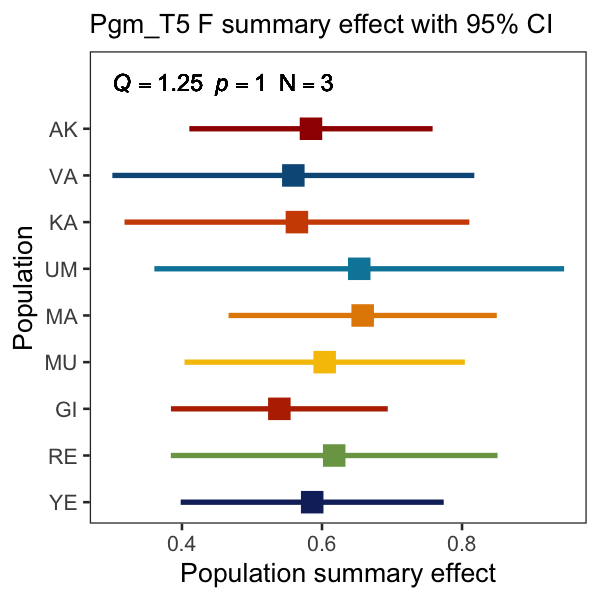 Pgm_T5 F summary effect with 95% CI
Q = 1.25 p = 1 N = 3
Population
AK
VA
KA
UM
MA
MU
GI
RE
YE
0.4 0.6 0.8
Population summary effect